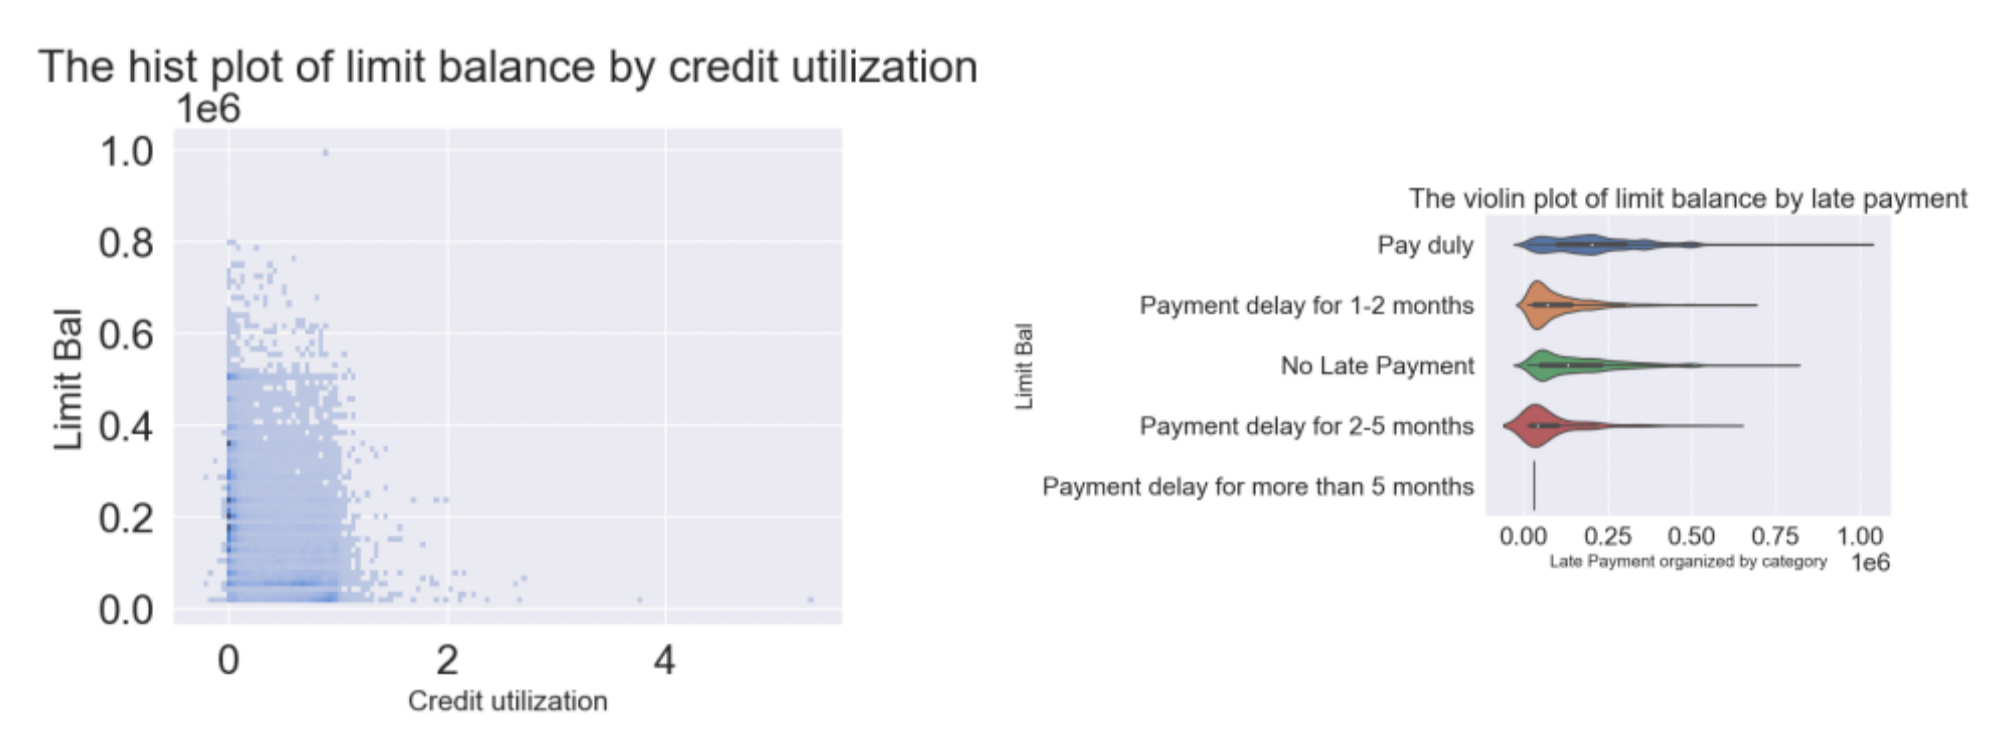 The hist plot of limit balance by credit utilization
1e6
1.0
0.8
0.6
0.4
0.2
0.0
Limit Bal
0 2 4
Credit utilization
The violin plot of limit balance by late payment
Pay duly
Payment delay for 1-2 months
No Late Payment
Payment delay for 2-5 months
Payment delay for more than 5 months
Limit Bal
0.00 0.25 0.50 0.75 1.00
Late Payment organized by category
1e6